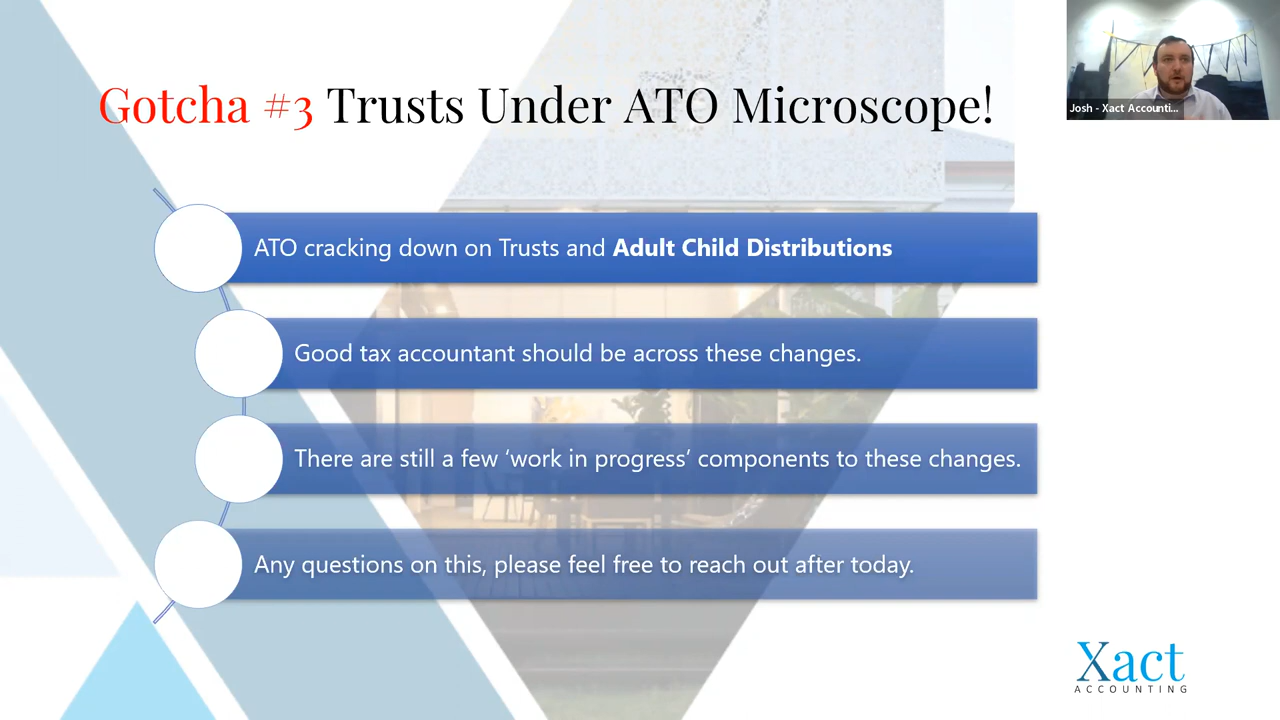 Gotcha #3 Trusts Under ATO Microscope!
Josh - Xact Accounti...
ATO cracking down on Trusts and Adult Child Distributions
Good tax accountant should be across these changes.
There are still a few ‘work in progress’ components to these changes.
Any questions on this, please feel free to reach out after today.
Xact
ACCOUNTING